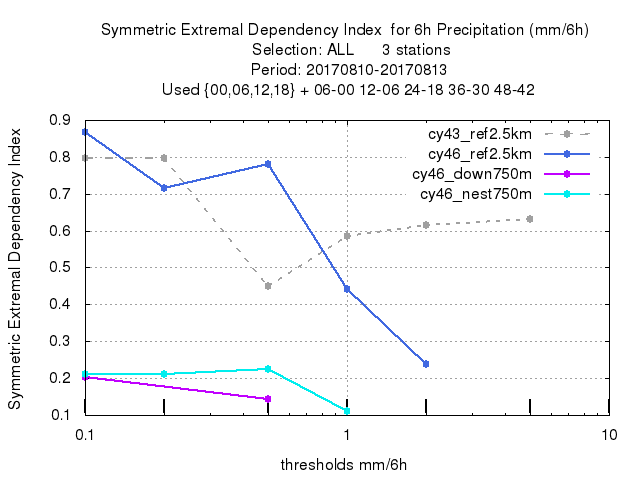 Symmetric Extremal Dependency Index  for 6h Precipitation (mm/6h)
Selection: ALL      3 stations
Period: 20170810-20170813
Used {00,06,12,18} + 06-00 12-06 24-18 36-30 48-42
Symmetric Extremal Dependency Index
0.9
0.8
0.7
0.6
0.5
0.4
0.3
0.2
0.1
cy43_ref2.5km
cy46_ref2.5km
cy46_down750m
cy46_nest750m
0.1 1 10
thresholds mm/6h